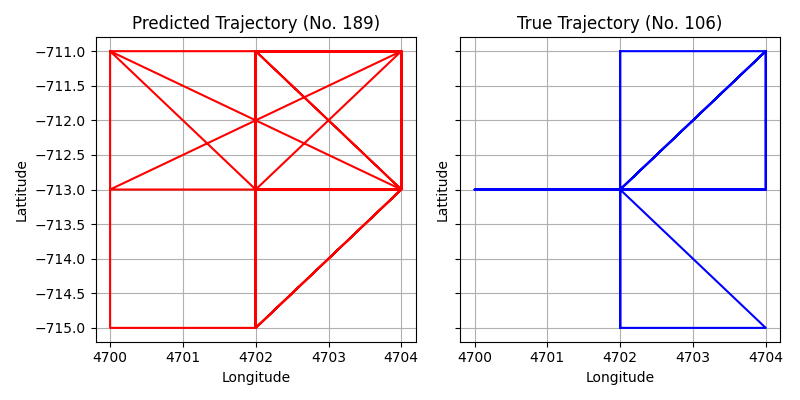 Predicted Trajectory (No. 189)
True Trajectory (No. 106)
−711.0
−711.5
−712.0
−712.5
−713.0
−713.5
−714.0
−714.5
−715.0
Lattitude
Lattitude
4700 4701 4702 4703 4704
4700 4701 4702 4703 4704
Longitude
Longitude